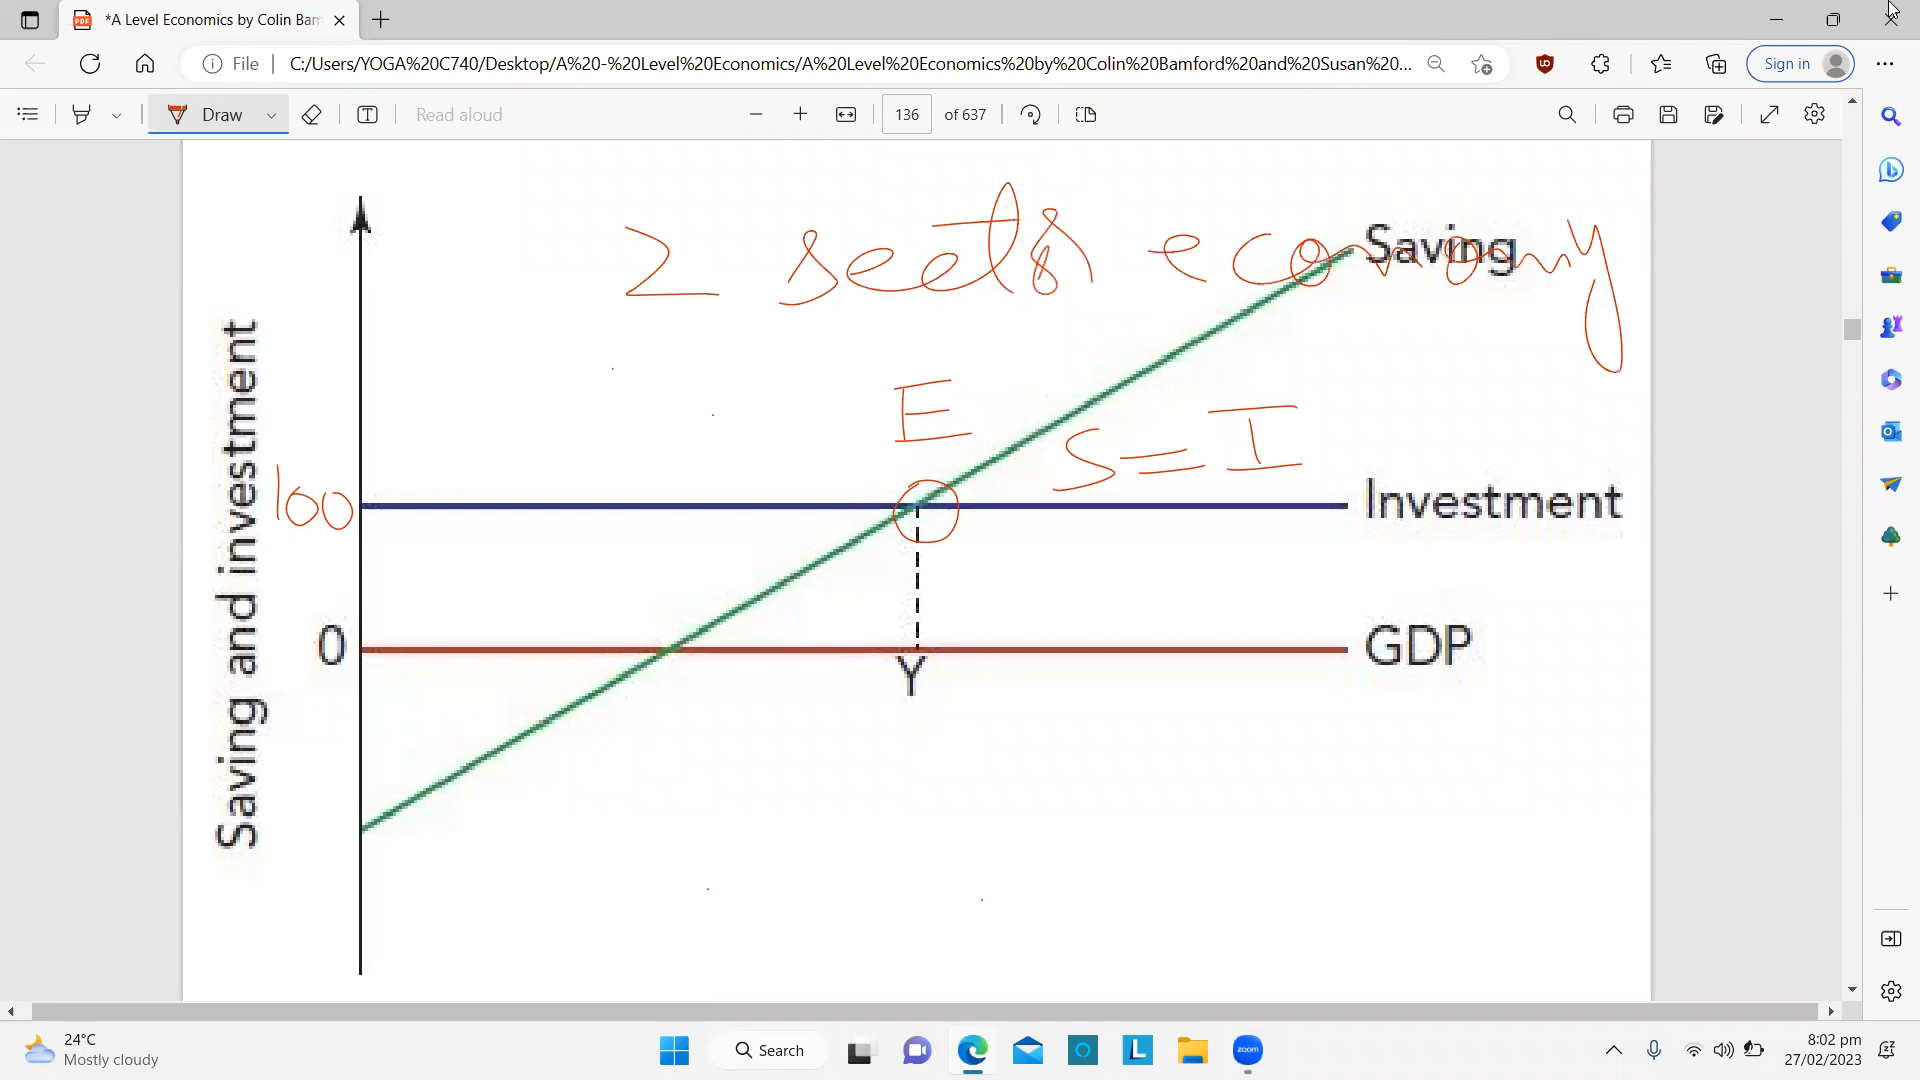 *A Level Economics by Colin Bam
File
C:/Users/YOGA%20C740/Desktop/A%20-%20Level%20Economics/A%20Level%20Economics%20by%20Colin%20Bamford%20and%20Susan%20...
Sign in
Draw
Read aloud
136 of 637
2 economy
Saving
E
S=I
100
Investment
0
GDP
Y
Saving and investment
24°C
Mostly cloudy
Search
zoom
8:02 pm
27/02/2023